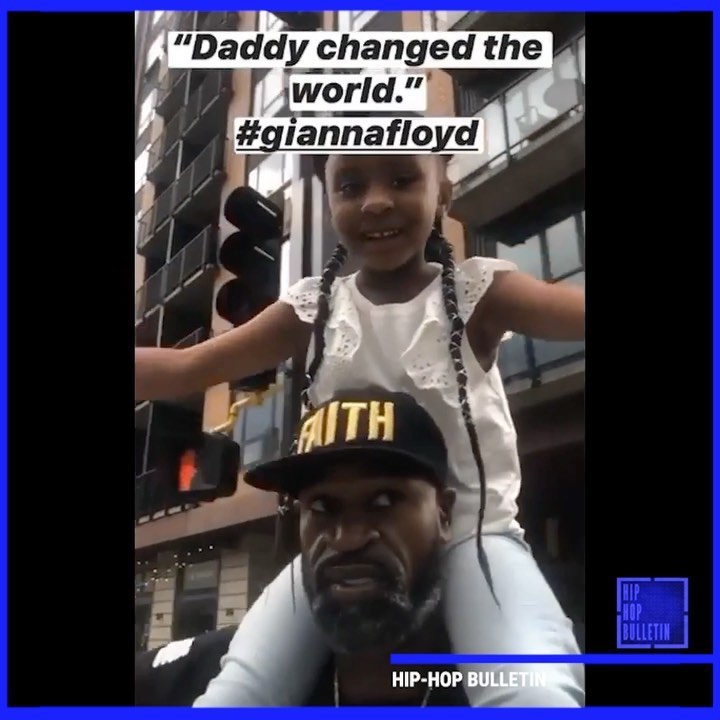 “Daddy changed the
world.”
#giannafloyd
FAITH
HIP
HOP
BULLETIN
HIP-HOP BULLETIN